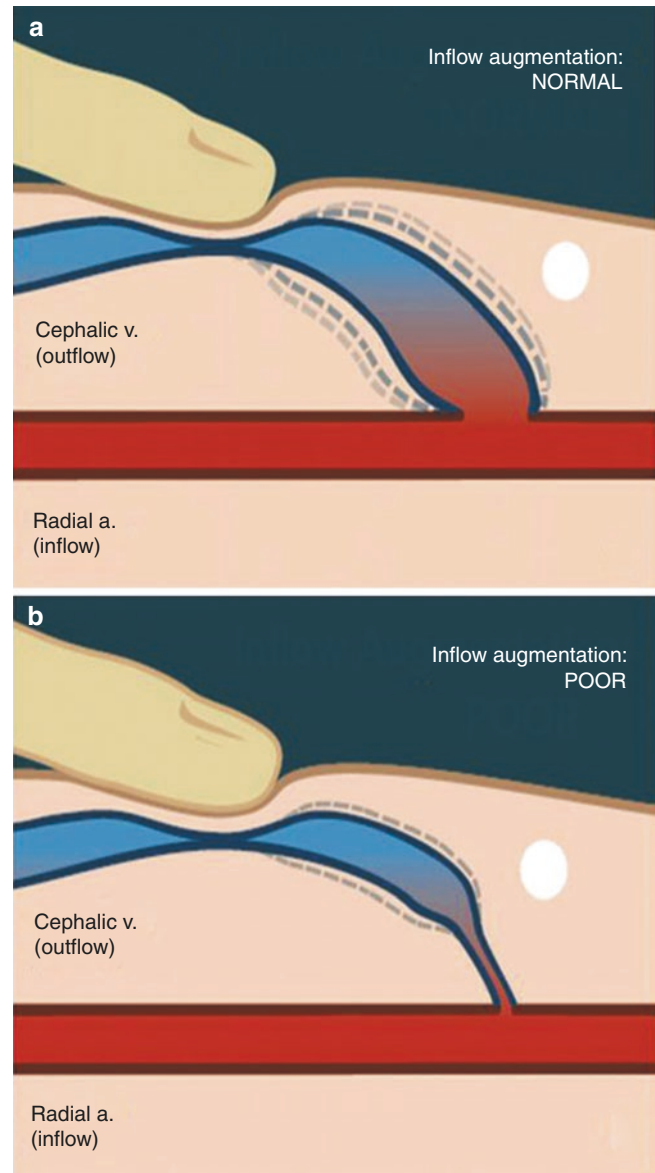 a
Inflow augmentation:
NORMAL
Cephalic v.
(outflow)
Radial a.
(inflow)
b
Inflow augmentation:
POOR
Cephalic v.
(outflow)
Radial a.
(inflow)